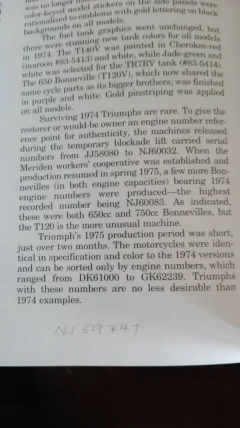 was no longer
color-keyed model stickers on the side panels were
rationalized to emblems with gold lettering on black
backgrounds on all models.
The fuel tank graphics went unchanged, but
there were stunning new tank colors for all models
in 1974. The T140V was painted in Cherokee-red
(maroon #83-5413) and white, while Jade-green and
white was selected for the TR7RV tank (#83-5414).
The 650 Bonneville (T120V), which now shared the
same cycle parts as its bigger brothers, was finished
in purple and white. Gold pinstriping was applied
on all models.
Surviving 1974 Triumphs are rare. To give the
restorer or would-be owner an engine number refer-
ence point for authenticity, the machines released
during the temporary blockade lift carried serial
numbers from JJ58080 to NJ60032. When the
Meriden workers' cooperative was established and
production resumed in spring 1975, a few more Bon-
nevilles (in both engine capacities) bearing 1974
engine numbers were produced—the highest
recorded number being NJ60083. As indicated,
these were both 650cc and 750cc Bonnevilles, but
the T120 is the more unusual machine.
Triumph's 1975 production period was short,
just over two months. The motorcycles were iden-
tical in specification and color to the 1974 versions
and can be sorted only by engine numbers, which
ranged from DK61000 to GK62239. Triumphs
with these numbers are no less desirable than
1974 examples.
NJ 59747